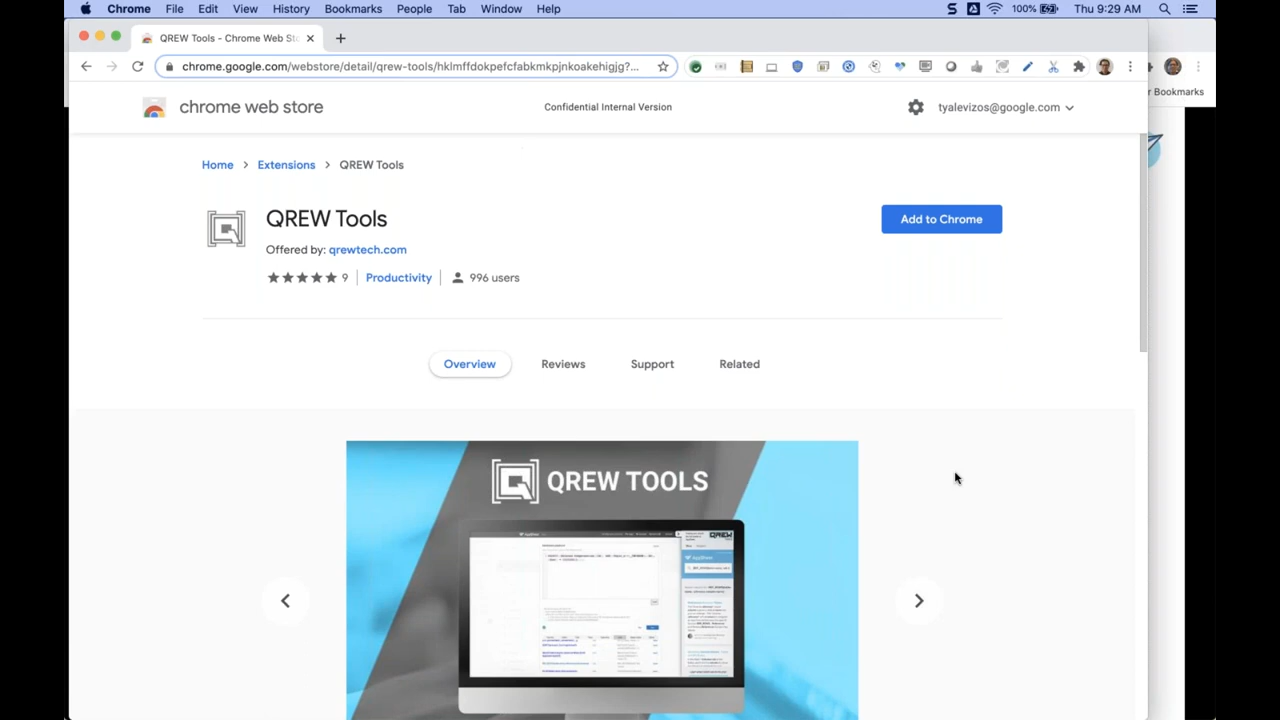 Chrome File Edit View History Bookmarks People Tab Window Help 100% Thu 9:29 AM
QREW Tools - Chrome Web Sto
chrome.google.com/webstore/detail/qrew-tools/hklmffdokpefcfabkmkpjnkoakehigjg?...
r Bookmarks
chrome web store
Confidential Internal Version
tyalevizos@google.com
Home > Extensions > QREW Tools
QREW Tools
Add to Chrome
Offered by: qrewtech.com
9 Productivity 996 users
Overview Reviews Support Related
QREW TOOLS